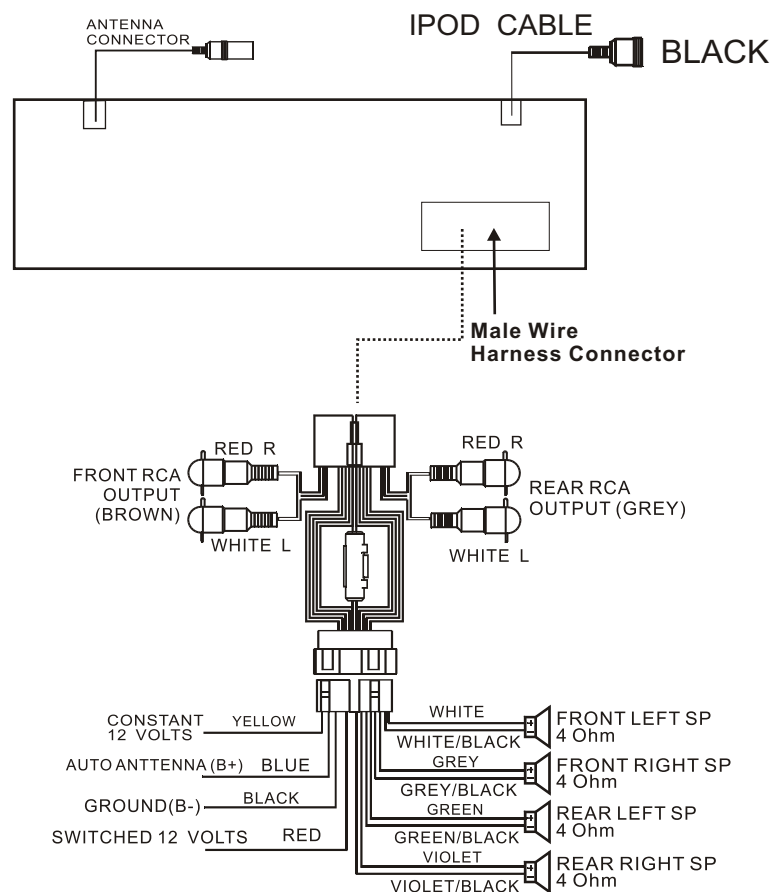 ANTENNA
CONNECTOR
IPOD CABLE
BLACK
Male Wire
Harness Connector
RED R
RED R
FRONT RCA
OUTPUT
(BROWN)
REAR RCA
OUTPUT (GREY)
WHITE L
WHITE L
CONSTANT
12 VOLTS
YELLOW
WHITE
FRONT LEFT SP
4 Ohm
WHITE/BLACK
AUTO ANTTENNA (B+)
BLUE
GREY
FRONT RIGHT SP
4 Ohm
GREY/BLACK
GROUND(B-)
BLACK
GREEN
REAR LEFT SP
4 Ohm
GREEN/BLACK
SWITCHED 12 VOLTS
RED
VIOLET
REAR RIGHT SP
4 Ohm
VIOLET/BLACK